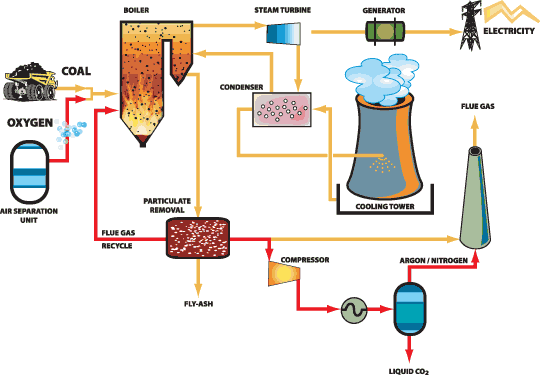 BOILER
STEAM TURBINE
GENERATOR
ELECTRICITY
COAL
CONDENSER
FLUE GAS
OXYGEN
AIR SEPARATION
UNIT
PARTICULATE
REMOVAL
COOLING TOWER
FLUE GAS
RECYCLE
COMPRESSOR
ARGON / NITROGEN
FLY-ASH
LIQUID CO₂